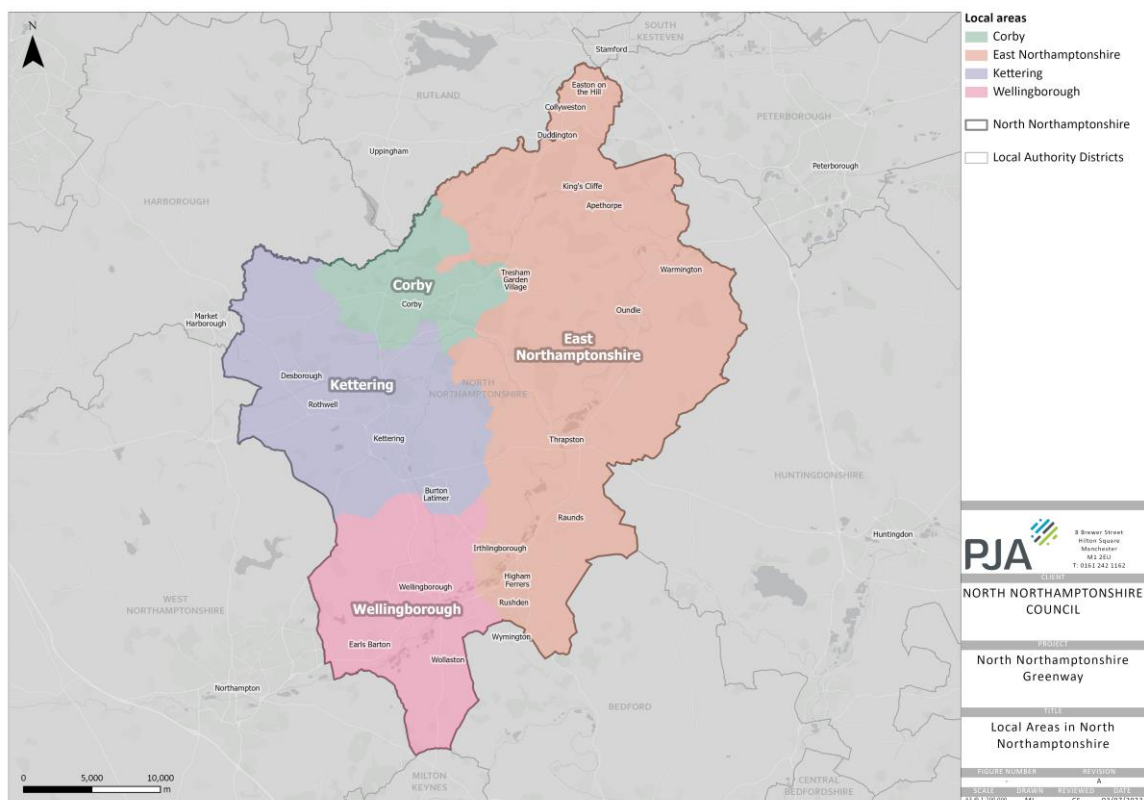 N
SOUTH
KESTEVEN
Stamford
RUTLAND
Easton on
the Hill
Collyweston
PETERBOROUGH
Duddington
Uppingham
Peterborough
King's Cliffe
HARBOROUGH
Apethorpe
Warmington
Tresham
Garden
Village
Corby
Corby
Oundle
Market
Harborough
East
Northamptonshire
Desborough
Kettering
NORTH
NORTHAMPTONSHIRE
Rothwell
Kettering
Thrapston
HUNTINGDONSHIRE
Burton
Latimer
Raunds
Huntingdon
Irthlingborough
Higham
Ferrers
Wellingborough
Rushden
WEST
NORTHAMPTONSHIRE
Wellingborough
Wymington
Earls Barton
Wollaston
Northampton
BEDFORD
MILTON
KEYNES
CENTRAL
BEDFORDSHIRE
0 5,000 10,000
m
Local areas
Corby
East Northamptonshire
Kettering
Wellingborough
North Northamptonshire
Local Authority Districts
PJA
8 Brewer Street
Hilton Square
Manchester
M1 2EU
T: 0161 242 1162
CLIENT
NORTH NORTHAMPTONSHIRE
COUNCIL
PROJECT
North Northamptonshire
Greenway
TITLE
Local Areas in North
Northamptonshire
FIGURE NUMBER REVISION
- A
SCALE DRAWN REVIEWED DATE